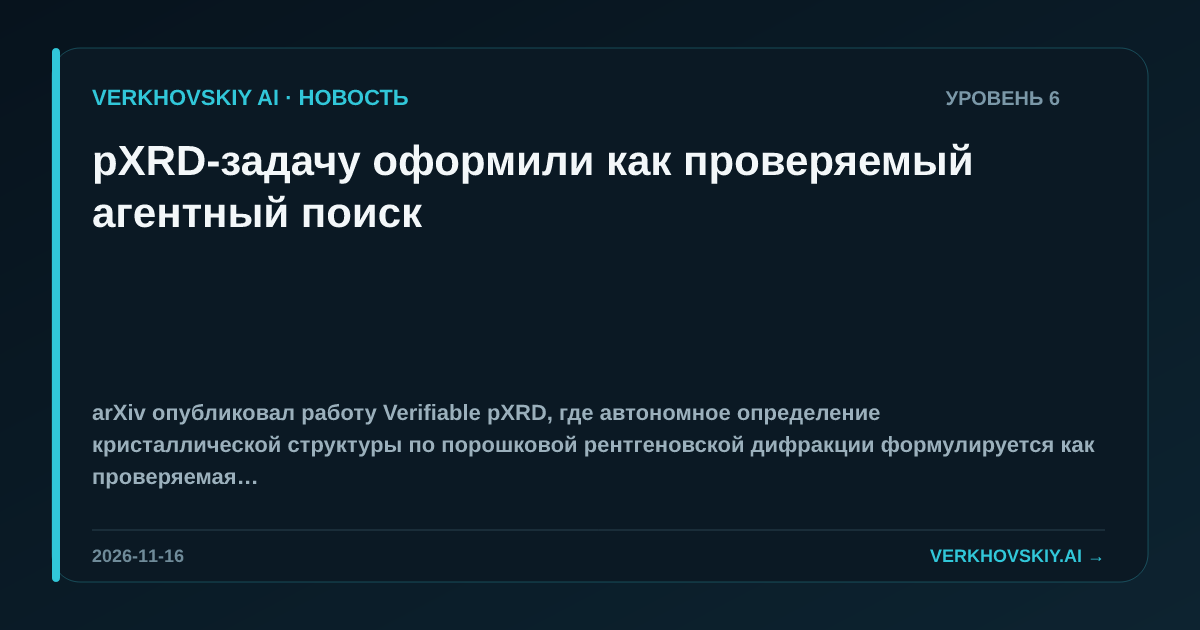 VERKHOVSKIY AI · НОВОСТЬ
УРОВЕНЬ 6
pXRD-задачу оформили как проверяемый
агентный поиск
arXiv опубликовал работу Verifiable pXRD, где автономное определение
кристаллической структуры по порошковой рентгеновской дифракции формулируется как
проверяемая…
2026-11-16
VERKHOVSKIY.AI →